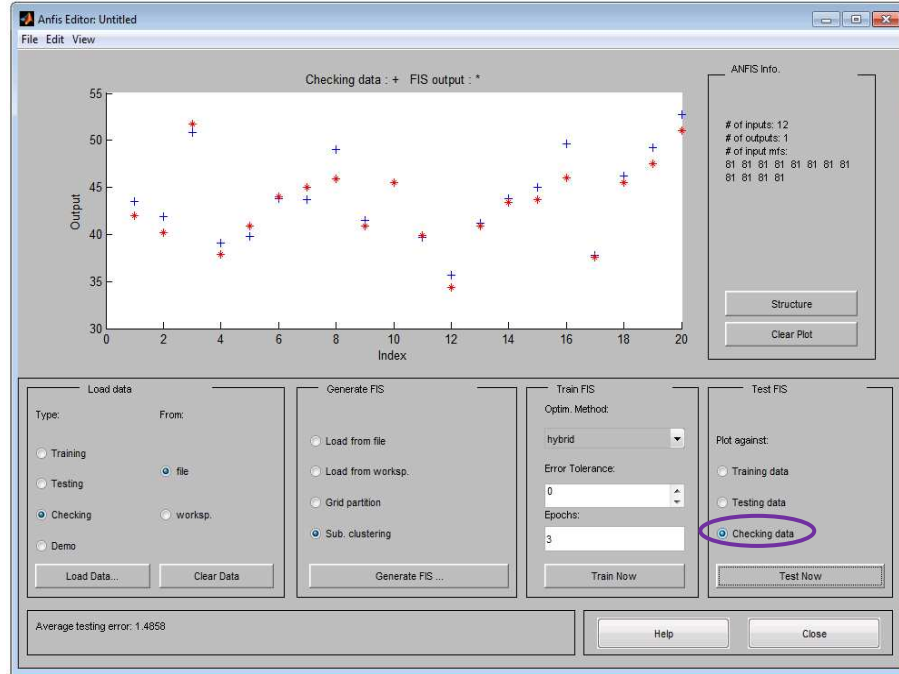 Anfis Editor: Untitled
File Edit View
Checking data : + FIS output : *
55
50
45
40
35
30
Output
0 2 4 6 8 10 12 14 16 18 20
Index
ANFIS Info.
# of inputs: 12
# of outputs: 1
# of input mfs:
81 81 81 81 81 81 81 81
81 81 81 81
Structure
Clear Plot
Load data
Type:
From:
Training
Testing
Checking
Demo
file
worksp.
Load Data...
Clear Data
Generate FIS
Load from file
Load from worksp.
Grid partition
Sub. clustering
Generate FIS ...
Train FIS
Optim. Method:
hybrid
Error Tolerance:
0
Epochs:
3
Train Now
Test FIS
Plot against:
Training data
Testing data
Checking data
Test Now
Average testing error: 1.4858
Help
Close